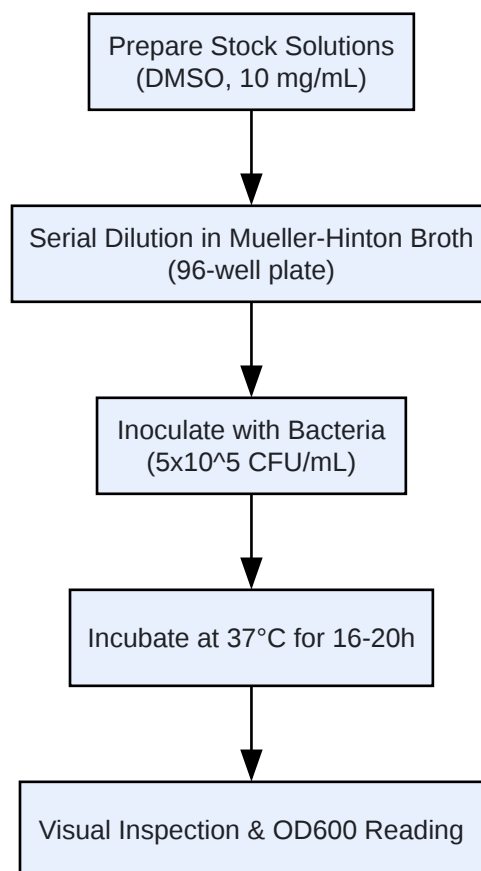 Prepare Stock Solutions
(DMSO, 10 mg/mL)
Serial Dilution in Mueller-Hinton Broth
(96-well plate)
Inoculate with Bacteria
(5x10^5 CFU/mL)
Incubate at 37°C for 16-20h
Visual Inspection & OD600 Reading